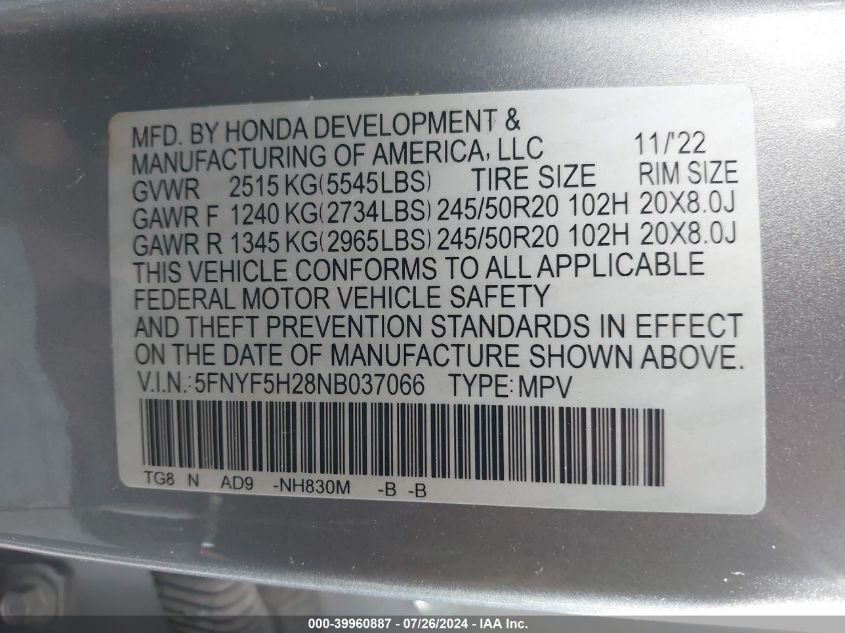 MFD. BY HONDA DEVELOPMENT &
MANUFACTURING OF AMERICA, LLC 11/'22
GVWR 2515 KG(5545LBS) TIRE SIZE RIM SIZE
GAWR F 1240 KG(2734LBS) 245/50R20 102H 20X8.0J
GAWR R 1345 KG(2965LBS) 245/50R20 102H 20X8.0J
THIS VEHICLE CONFORMS TO ALL APPLICABLE
FEDERAL MOTOR VEHICLE SAFETY
AND THEFT PREVENTION STANDARDS IN EFFECT
ON THE DATE OF MANUFACTURE SHOWN ABOVE.
V.I.N.: 5FNYF5H28NB037066 TYPE: MPV
TG8 N AD9 -NH830M -B -B
000-39960887 - 07/26/2024 - IAA Inc.